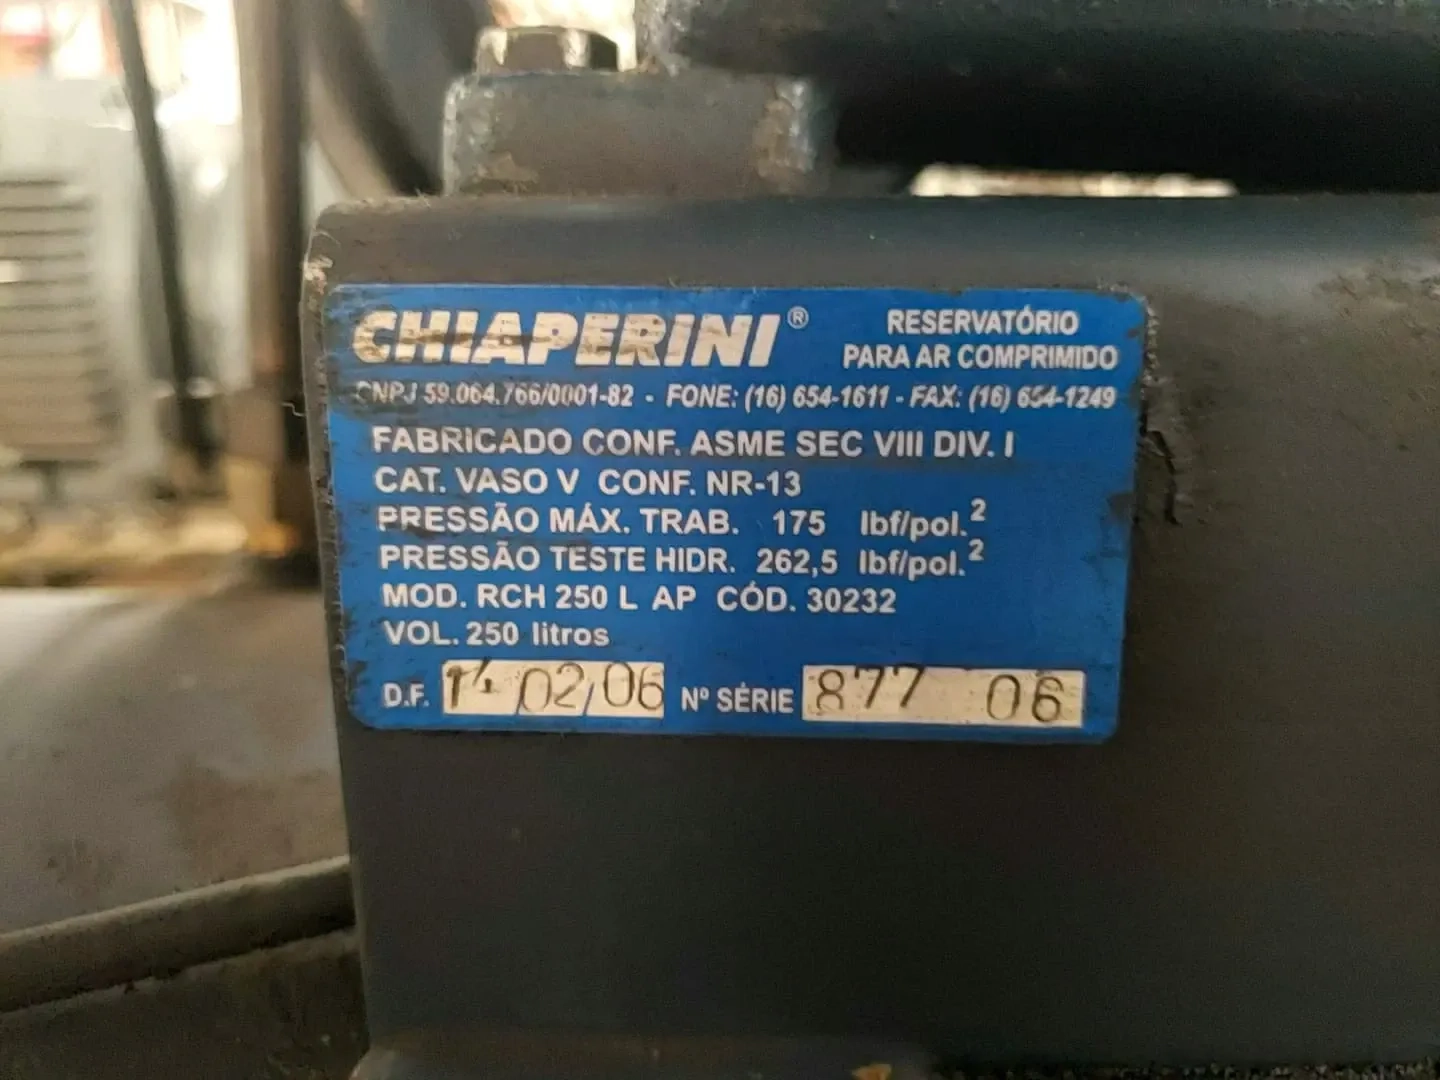 CHIAPERINI®
RESERVATÓRIO
PARA AR COMPRIMIDO
CNPJ 59.064.766/0001-82 - FONE: (16) 654-1611 - FAX: (16) 654-1249
FABRICADO CONF. ASME SEC VIII DIV. I
CAT. VASO V CONF. NR-13
PRESSÃO MÁX. TRAB. 175 lbf/pol.²
PRESSÃO TESTE HIDR. 262,5 lbf/pol.²
MOD. RCH 250 L AP CÓD. 30232
VOL. 250 litros
D.F. 02/06 Nº SÉRIE 877 06